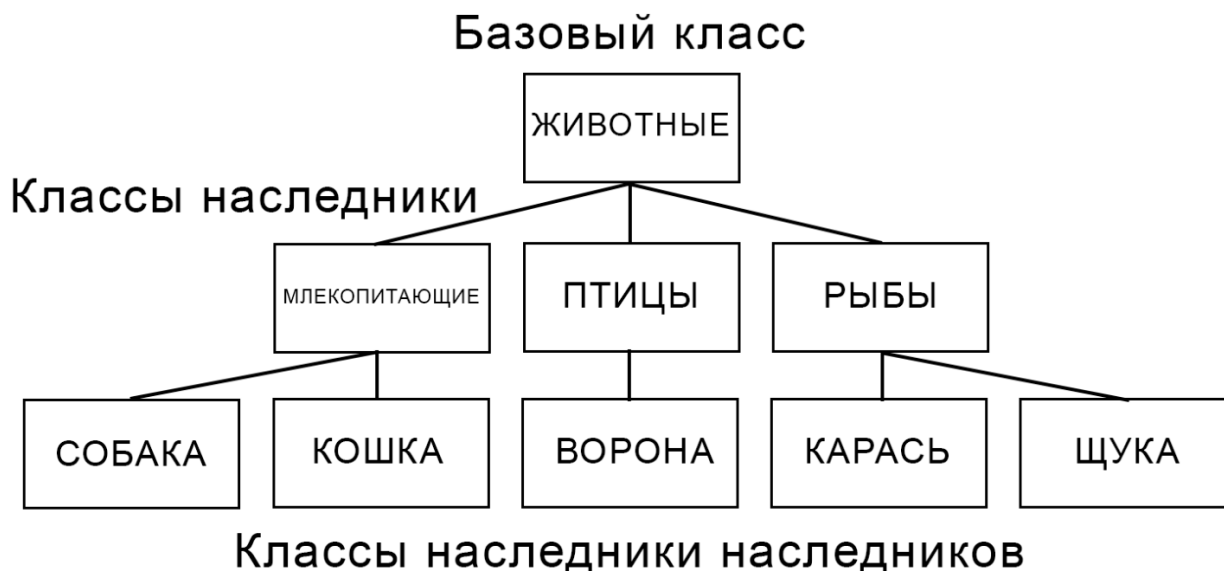 Базовый класс
ЖИВОТНЫЕ
Классы наследники
МЛЕКОПИТАЮЩИЕ
ПТИЦЫ
РЫБЫ
СОБАКА
КОШКА
ВОРОНА
КАРАСЬ
ЩУКА
Классы наследники наследников